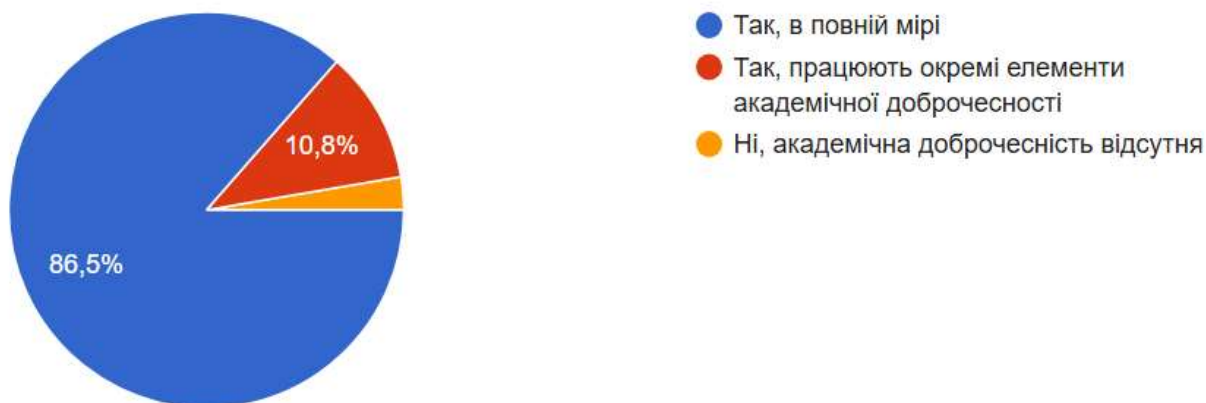 Так, в повній мірі
Так, працюють окремі елементи
академічної доброчесності
Ні, академічна доброчесність відсутня
10,8%
86,5%